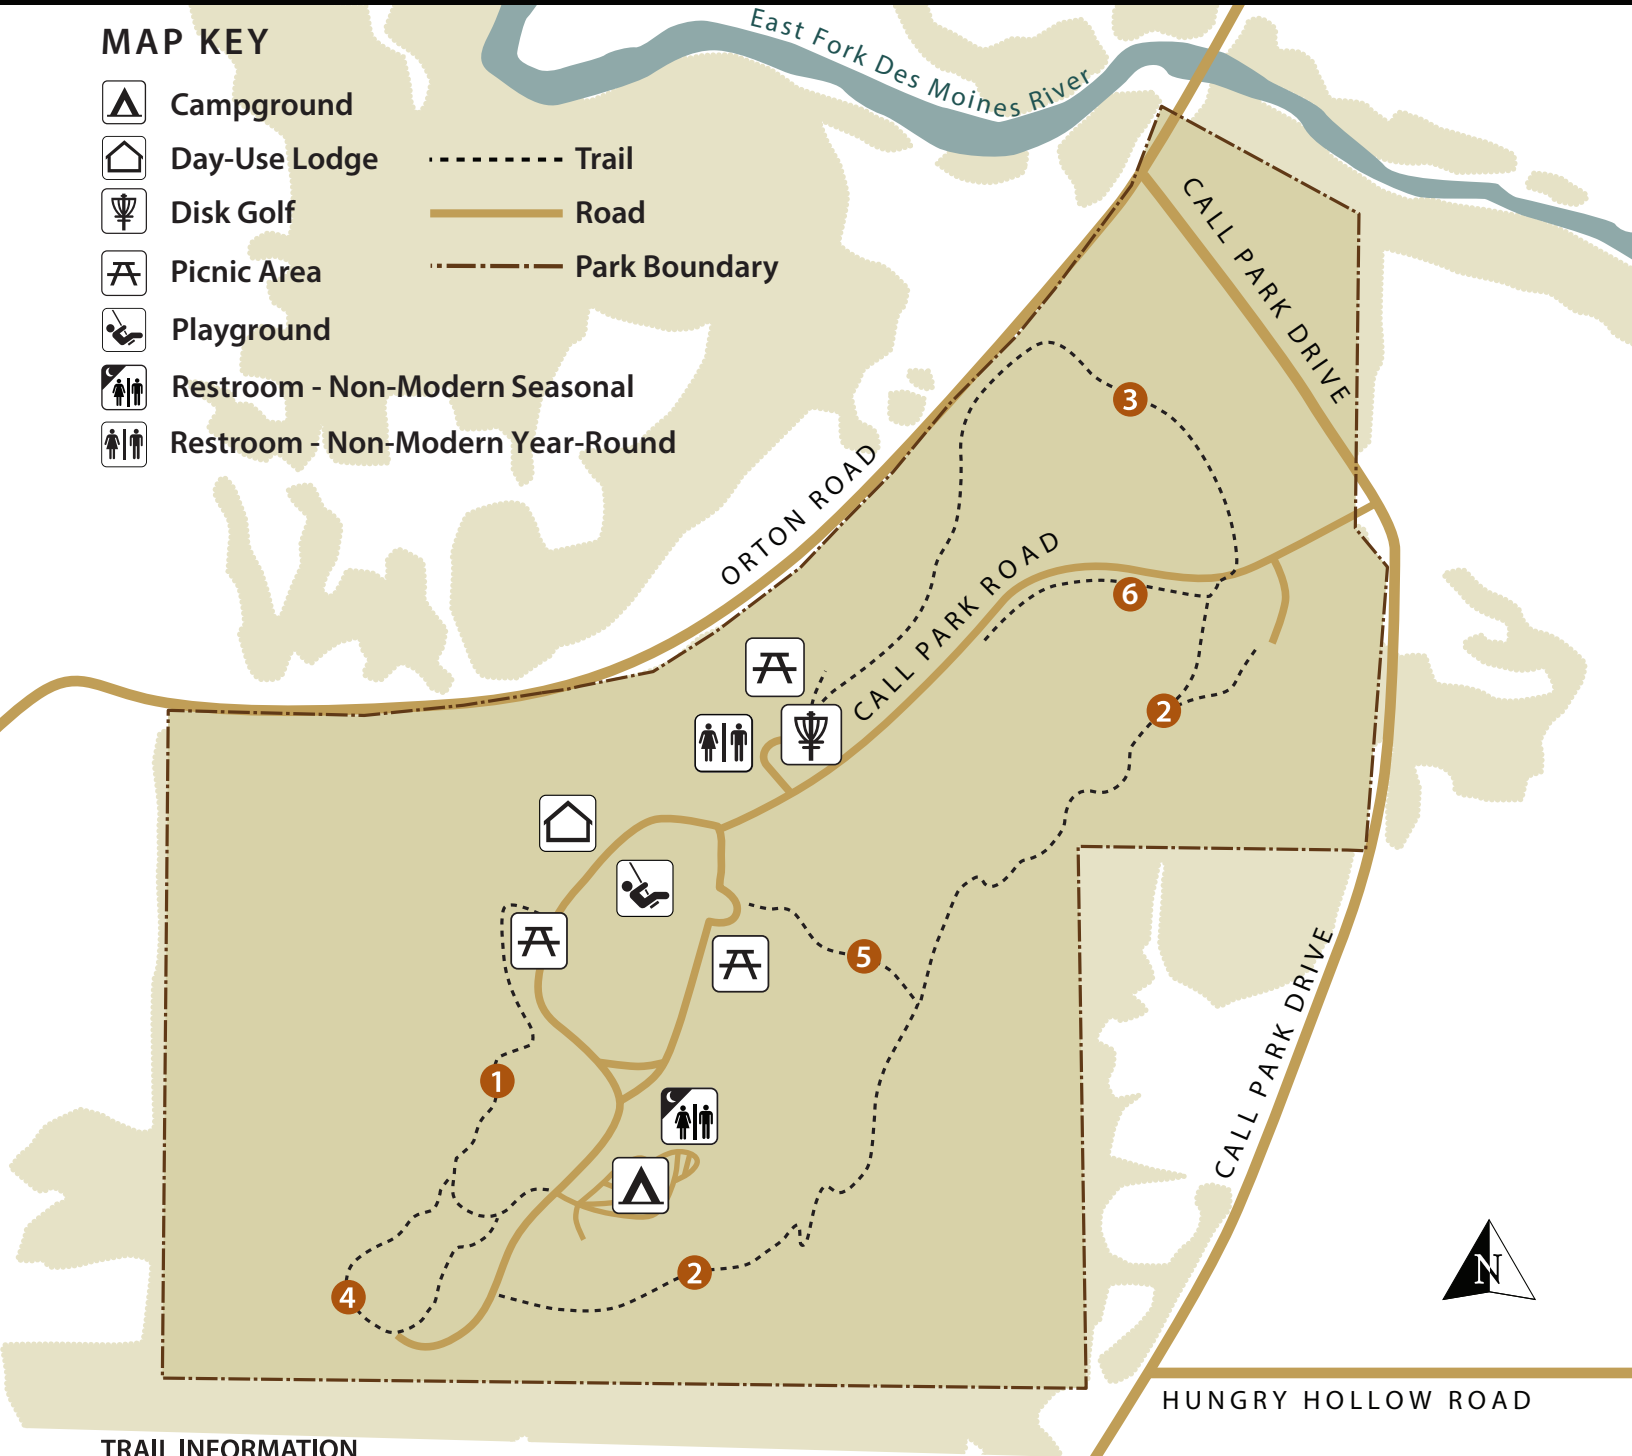 MAP KEY
Campground
Day-Use Lodge
Disk Golf
Picnic Area
Playground
Restroom - Non-Modern Seasonal
Restroom - Non-Modern Year-Round
Trail
Road
Park Boundary
East Fork Des Moines River
CALL PARK DRIVE
ORTON ROAD
CALL PARK ROAD
3
6
2
5
1
2
4
CALL PARK DRIVE
N
HUNGRY HOLLOW ROAD
TRAIL INFORMATION